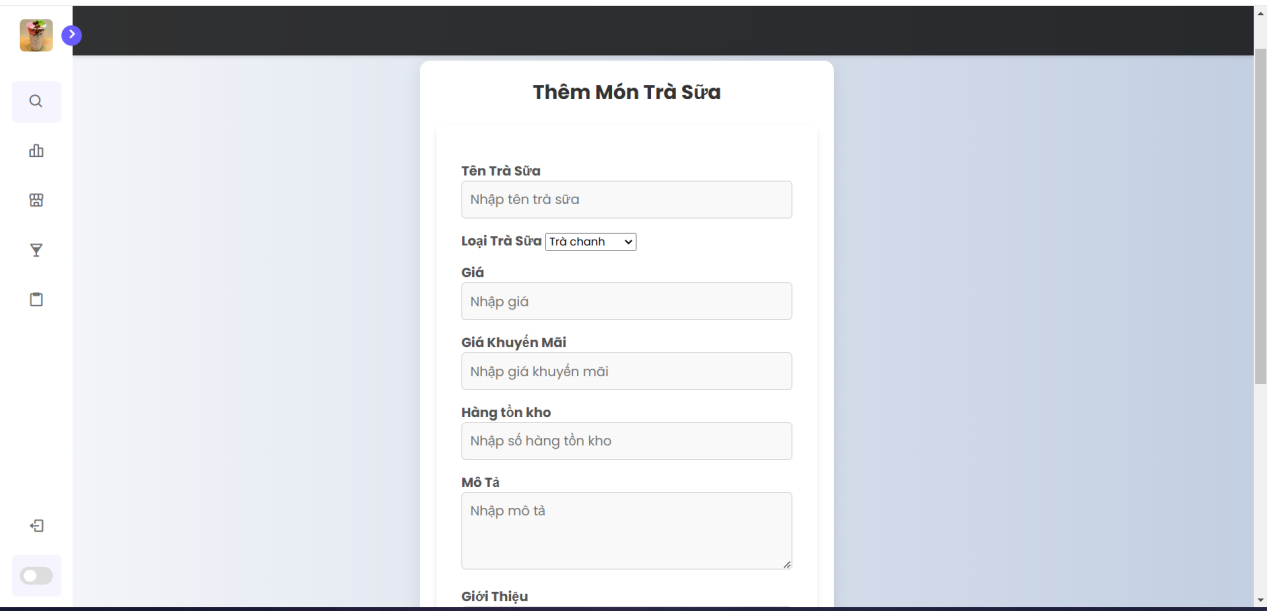 Thêm Món Trà Sữa
Tên Trà Sữa
Nhập tên trà sữa
Loại Trà Sữa Trà chanh
Giá
Nhập giá
Giá Khuyến Mãi
Nhập giá khuyến mãi
Hàng tồn kho
Nhập số hàng tồn kho
Mô Tả
Nhập mô tả
Giới Thiệu